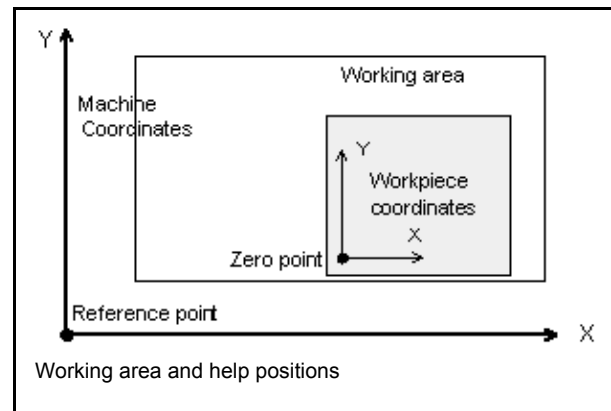 Y
Working area
Machine
Coordinates
Y
Workpiece
coordinates
X
Zero point
Reference point
X
Working area and help positions